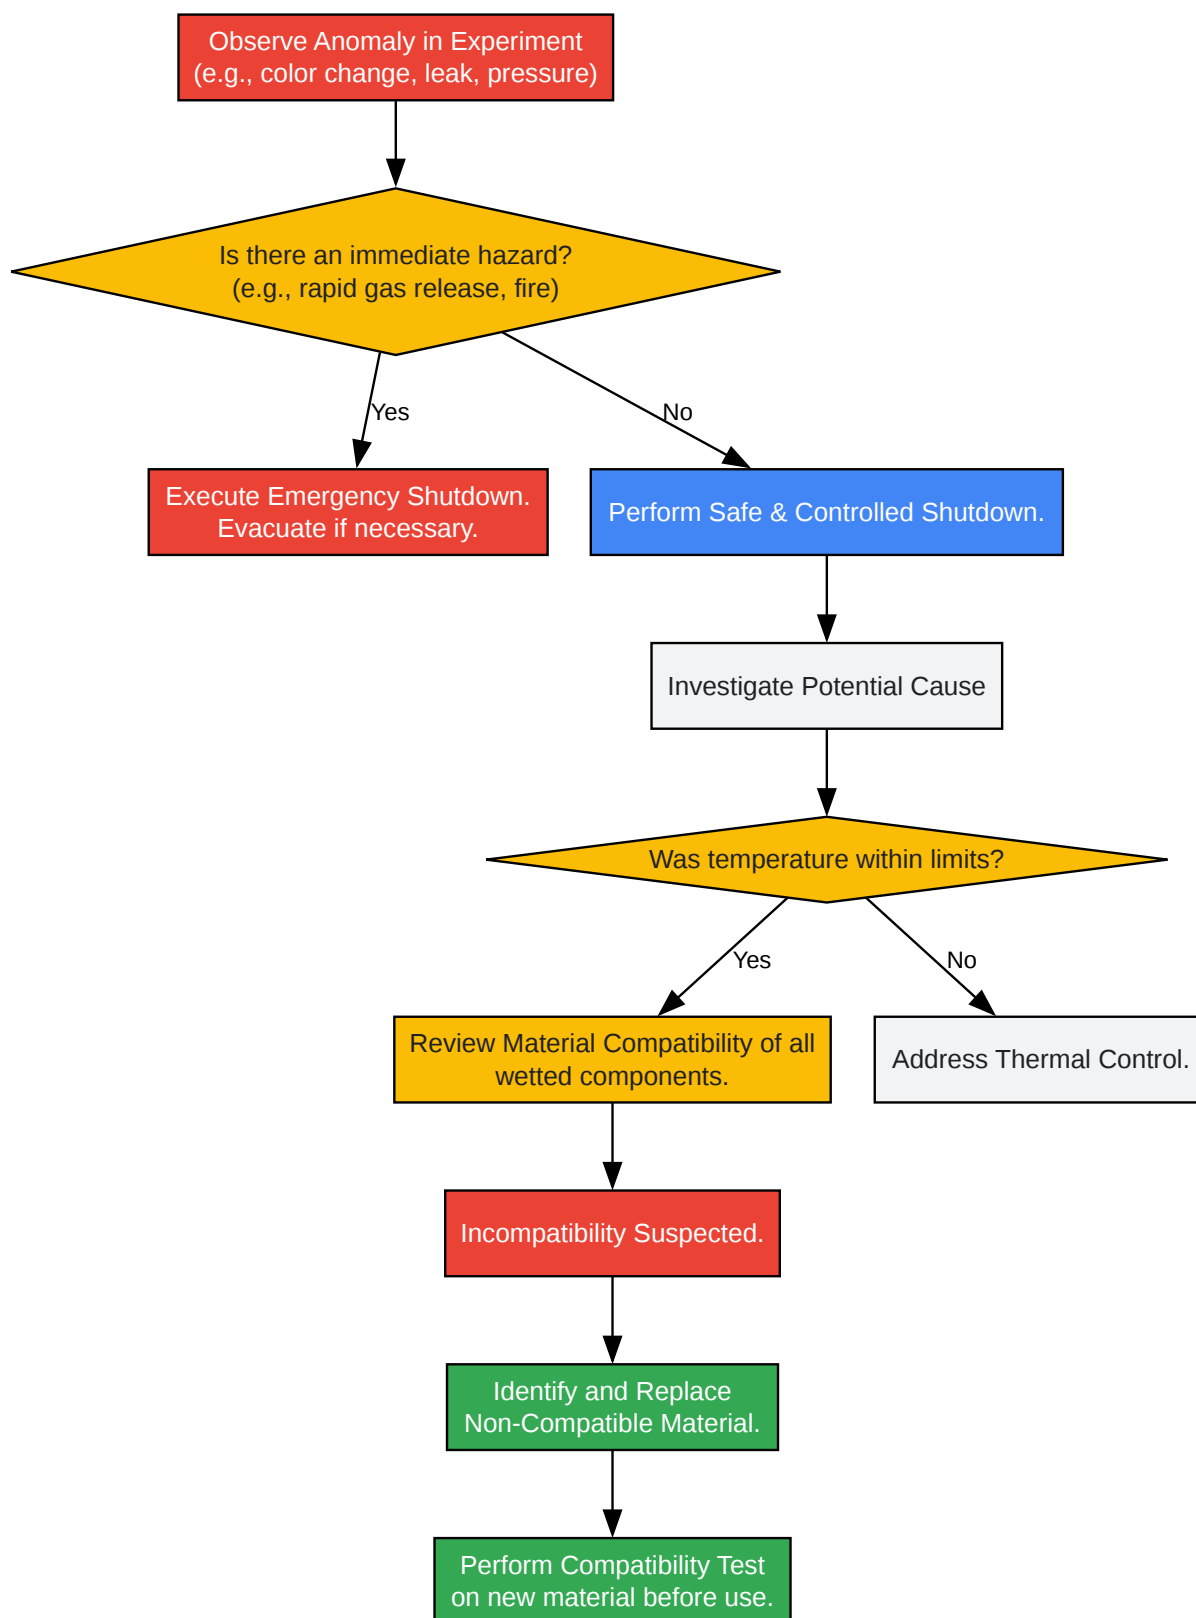 Observe Anomaly in Experiment
(e.g., color change, leak, pressure)
Is there an immediate hazard?
(e.g., rapid gas release, fire)
Yes
No
Execute Emergency Shutdown.
Evacuate if necessary.
Perform Safe & Controlled Shutdown.
Investigate Potential Cause
Was temperature within limits?
Yes
No
Review Material Compatibility of all
wetted components.
Address Thermal Control.
Incompatibility Suspected.
Identify and Replace
Non-Compatible Material.
Perform Compatibility Test
on new material before use.